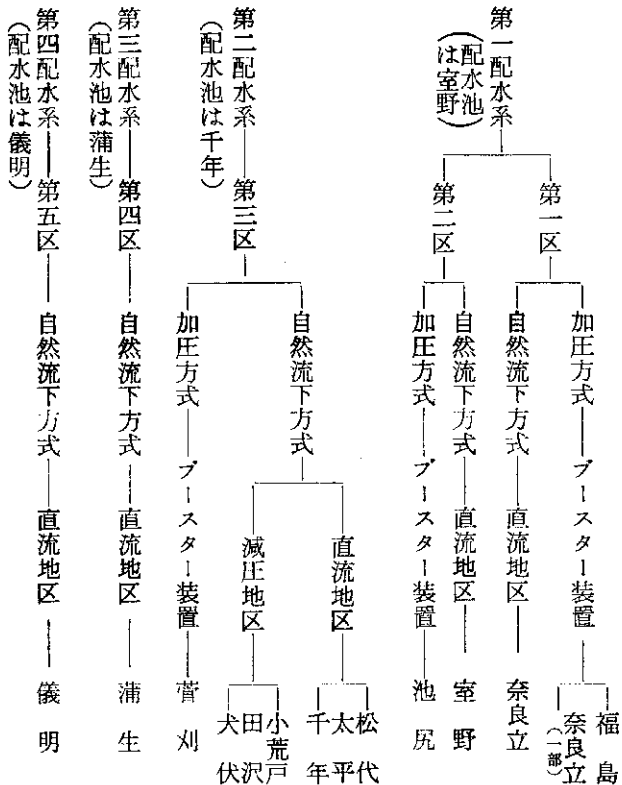 第一配水系
(配水池
は室野)
第一区
加圧方式
ブースター装置
福島
奈良立
(一部)
自然流下方式
直流地区
奈良立
第二区
自然流下方式
直流地区
室野
加圧方式
ブースター装置
池尻
第二配水系
(配水池は千年)
第三区
自然流下方式
直流地区
松代
太平
千年
減圧地区
小荒戸
田沢
犬伏
加圧方式
ブースター装置
菅刈
第三配水系
(配水池は蒲生)
第四区
自然流下方式
直流地区
蒲生
第四配水系
(配水池は儀明)
第五区
自然流下方式
直流地区
儀明